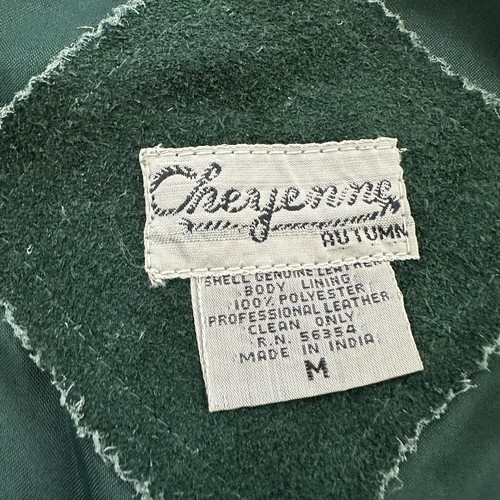 Cheyenne
AUTUMN
SHELL GENUINE LEATHER
BODY LINING
100% POLYESTER
PROFESSIONAL LEATHER
CLEAN ONLY
R.N. 56354
MADE IN INDIA
M